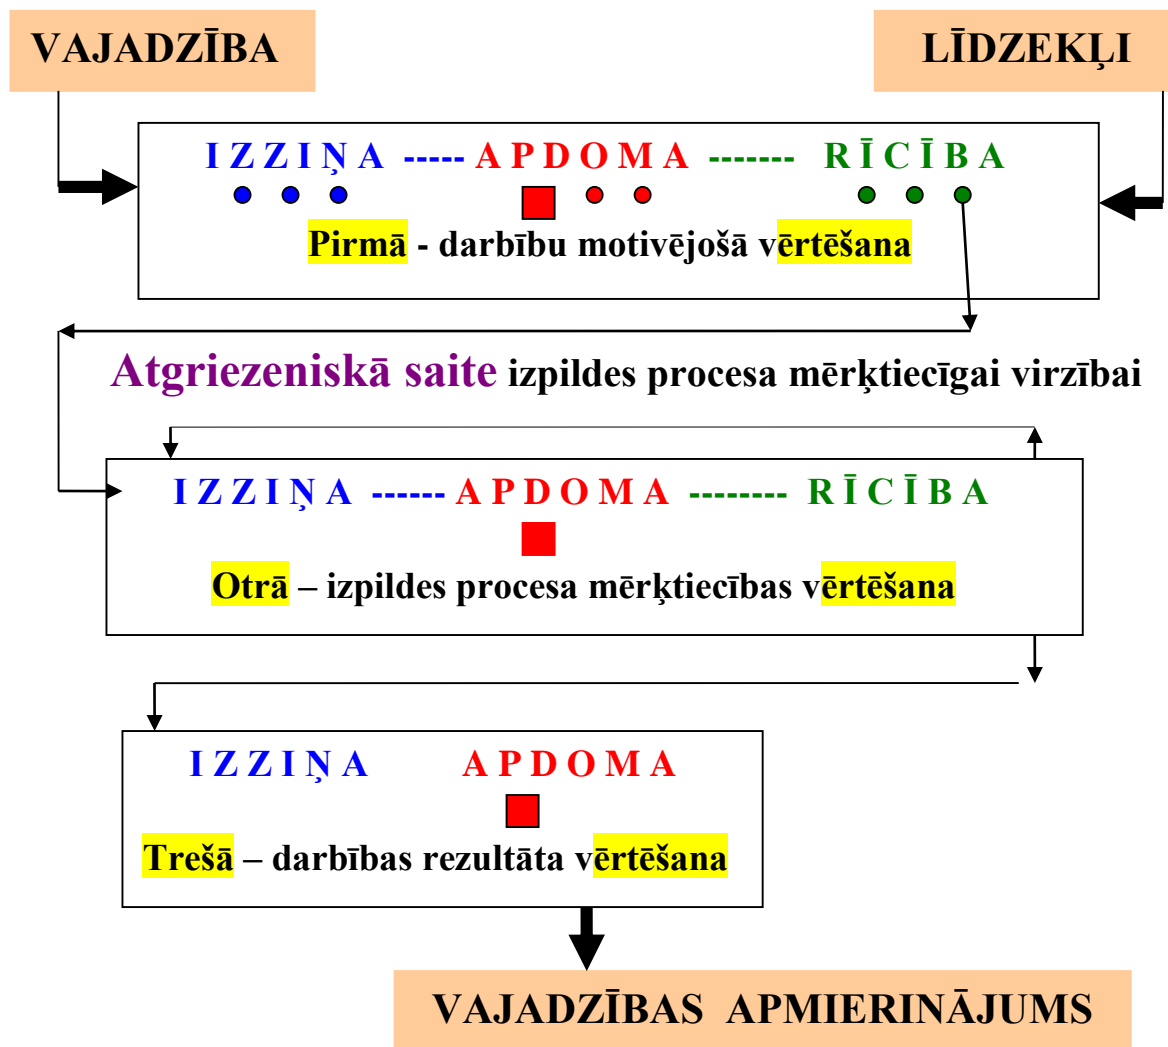 VAJADZĪBA
LĪDZEKĻI
I Z Z I Ņ A ----- A P D O M A ------- R Ī C Ī B A
Pirmā - darbību motivējošā vērtēšana
Atgriezeniskā saite izpildes procesa mērķtiecīgai virzībai
I Z Z I Ņ A ------ A P D O M A -------- R Ī C Ī B A
Otrā – izpildes procesa mērķtiecības vērtēšana
I Z Z I Ņ A A P D O M A
Trešā – darbības rezultāta vērtēšana
VAJADZĪBAS APMIERINĀJUMS